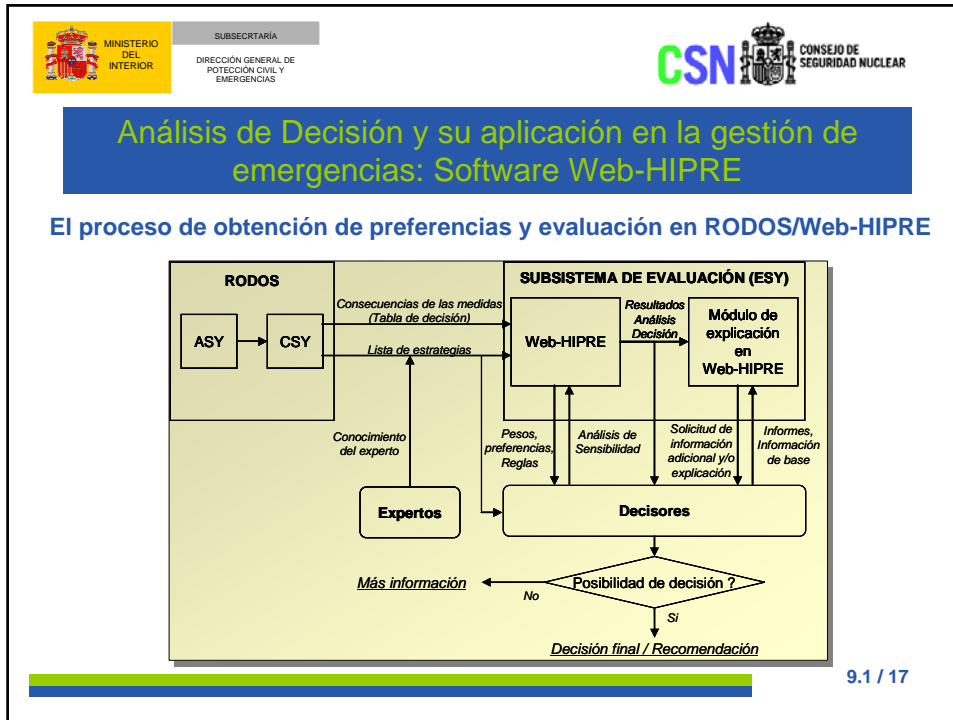 MINISTERIO
DEL
INTERIOR
SUBSECRTARÍA
DIRECCIÓN GENERAL DE
POTECCIÓN CIVIL Y
EMERGENCIAS
CSN
CONSEJO DE
SEGURIDAD NUCLEAR
Análisis de Decisión y su aplicación en la gestión de
emergencias: Software Web-HIPRE
El proceso de obtención de preferencias y evaluación en RODOS/Web-HIPRE
RODOS
ASY
CSY
Consecuencias de las medidas
(Tabla de decisión)
Lista de estrategias
SUBSISTEMA DE EVALUACIÓN (ESY)
Web-HIPRE
Resultados
Análisis
Decisión
Módulo de
explicación
en
Web-HIPRE
Conocimiento
del experto
Pesos,
preferencias,
Reglas
Análisis de
Sensibilidad
Solicitud de
información
adicional y/o
explicación
Informes,
Información
de base
Expertos
Decisores
Posibilidad de decisión ?
Más información
No
Si
Decisión final / Recomendación
9.1 / 17